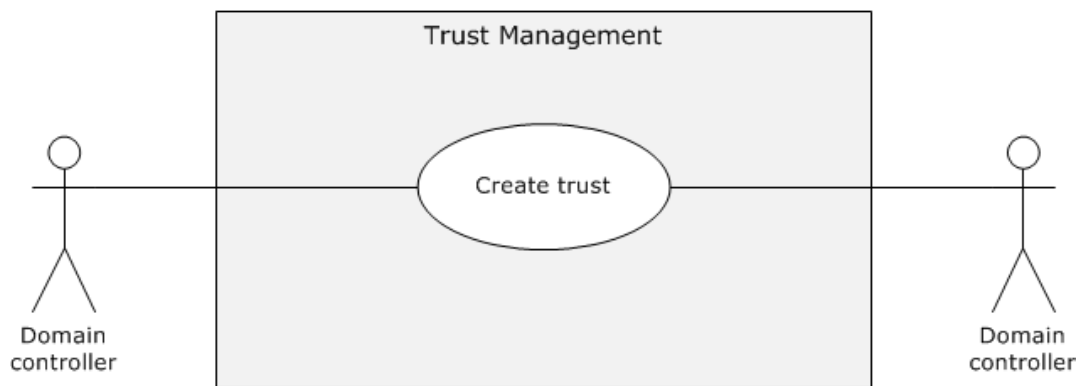 Trust Management
Create trust
Domain
controller
Domain
controller